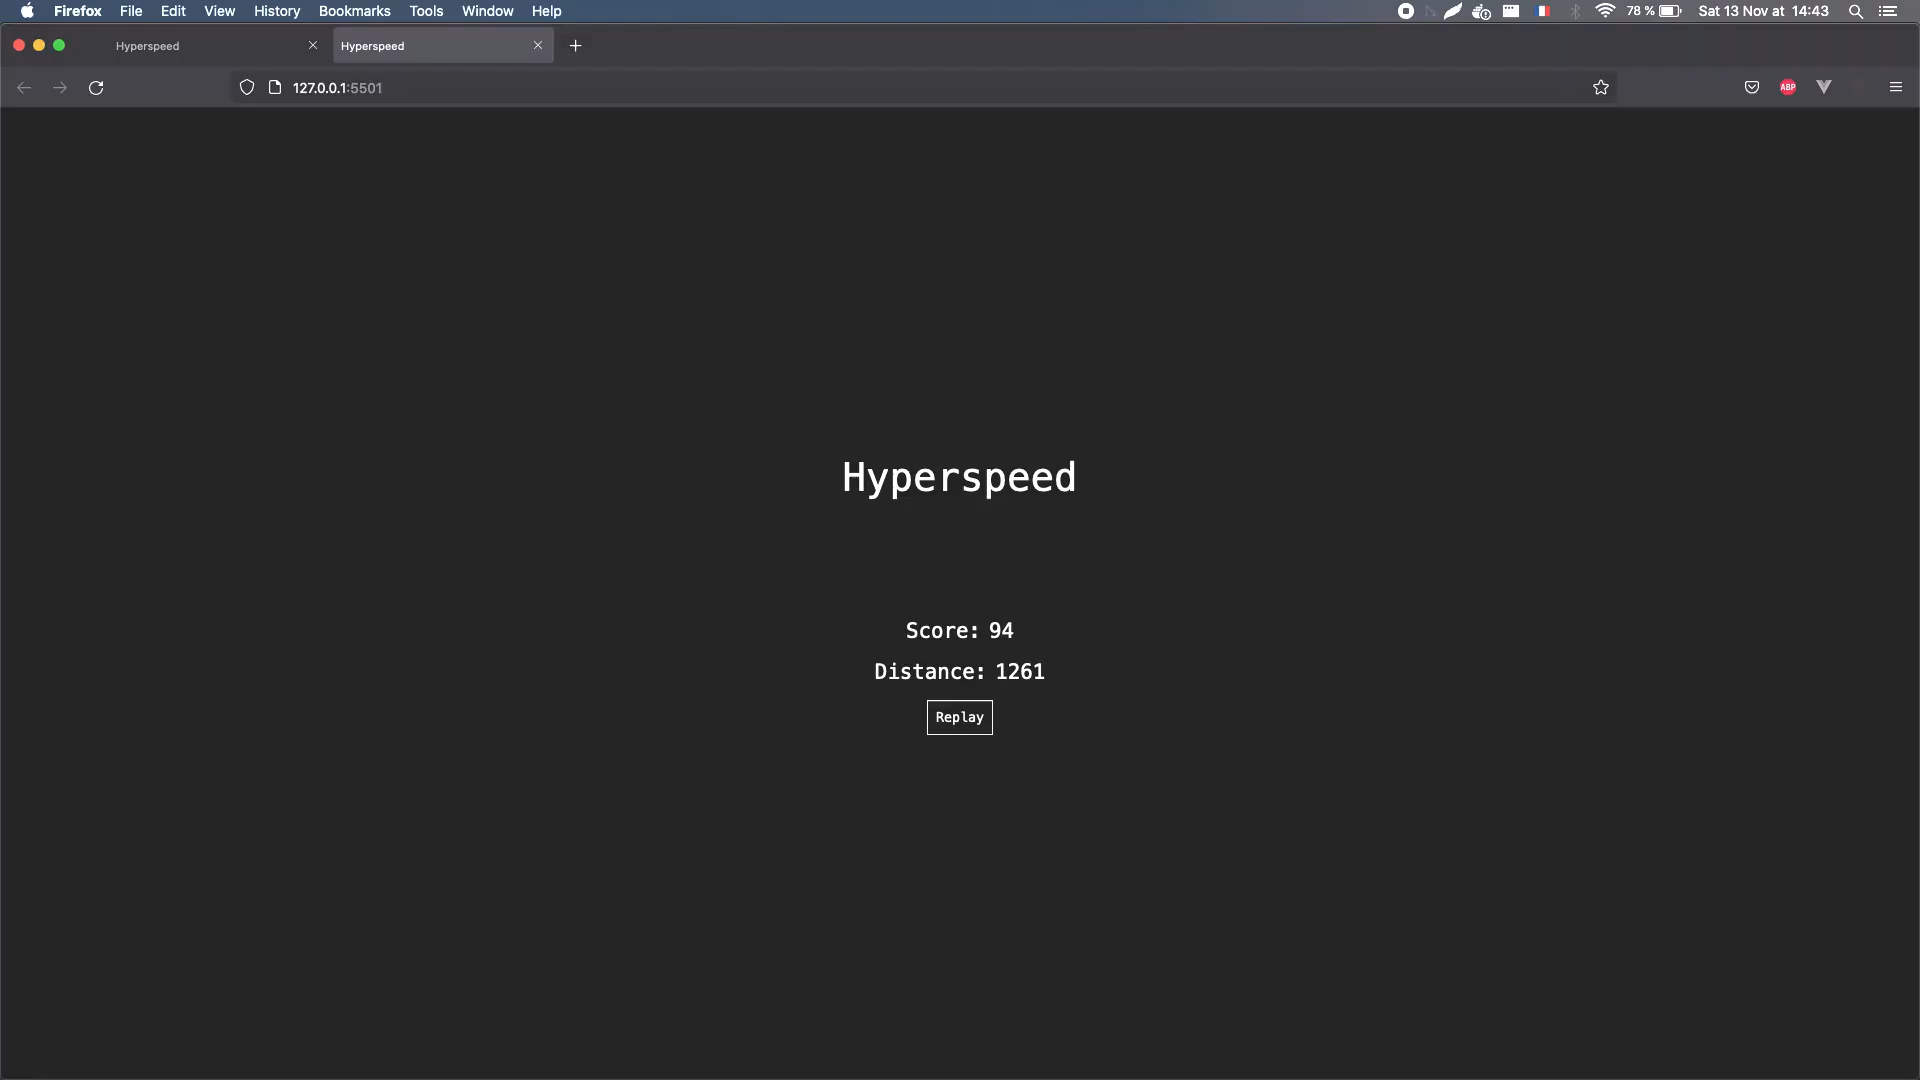 Firefox File Edit View History Bookmarks Tools Window Help 78 % Sat 13 Nov at 14:43
Hyperspeed Hyperspeed
127.0.0.1:5501 ABP
Hyperspeed
Score: 94
Distance: 1261
Replay